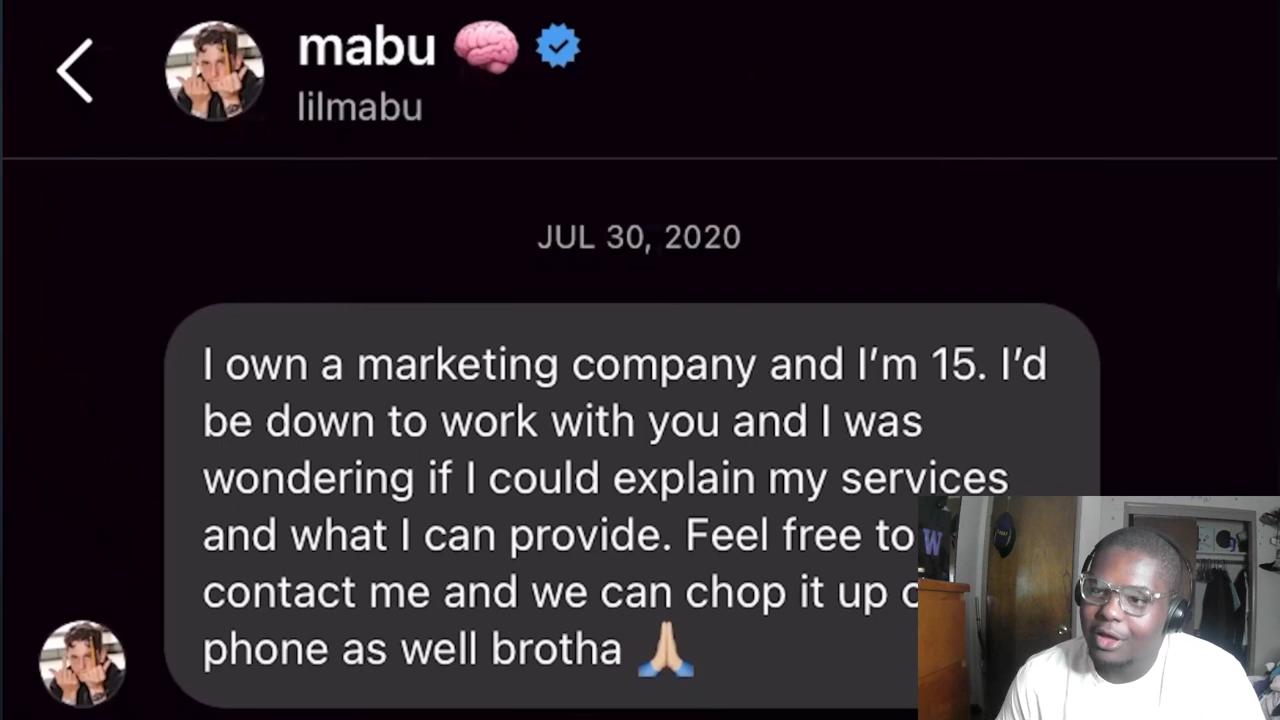 mabu 🧠
lilmabu
JUL 30, 2020
I own a marketing company and I’m 15. I’d
be down to work with you and I was
wondering if I could explain my services
and what I can provide. Feel free to
contact me and we can chop it up
phone as well brotha 🙏🏼
W